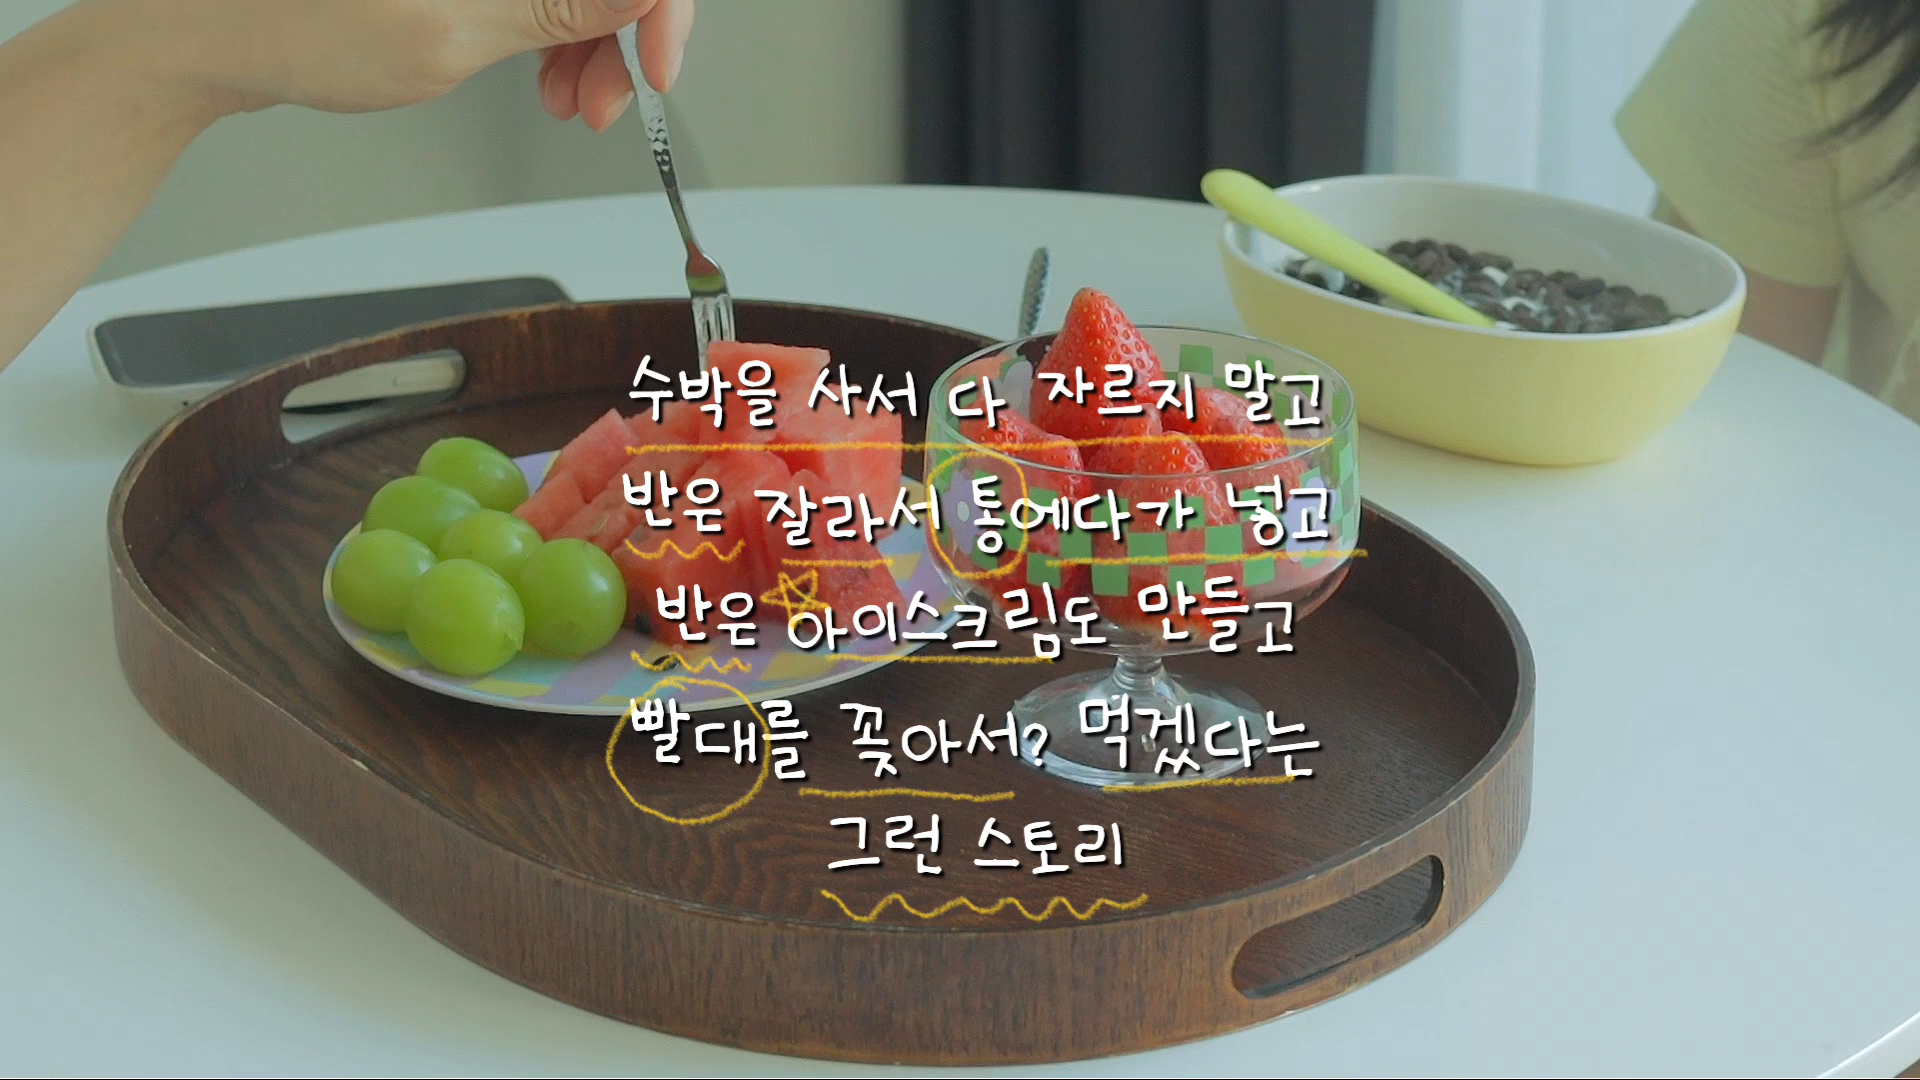 수박을 사서 다 자르지 말고
반은 잘라서 통에다가 넣고
반은 아이스크림도 만들고
빨대를 꽂아서? 먹겠다는
그런 스토리